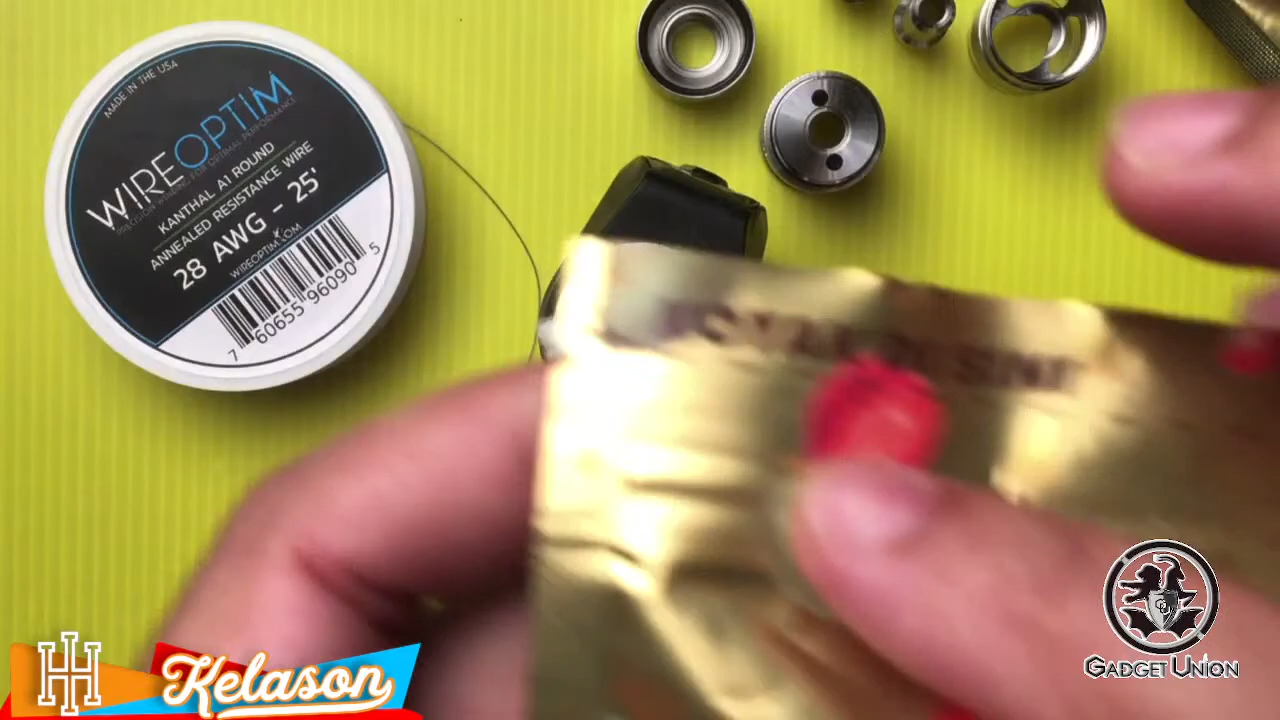 MADE IN THE USA
WIREOPTIM
PRECISION WINDING FOR OPTIMAL PERFORMANCE
KANTHAL A1 ROUND
ANNEALED RESISTANCE WIRE
28 AWG - 25'
WIREOPTIM.COM
7 60655 96090 5
Kelason
GADGET UNION